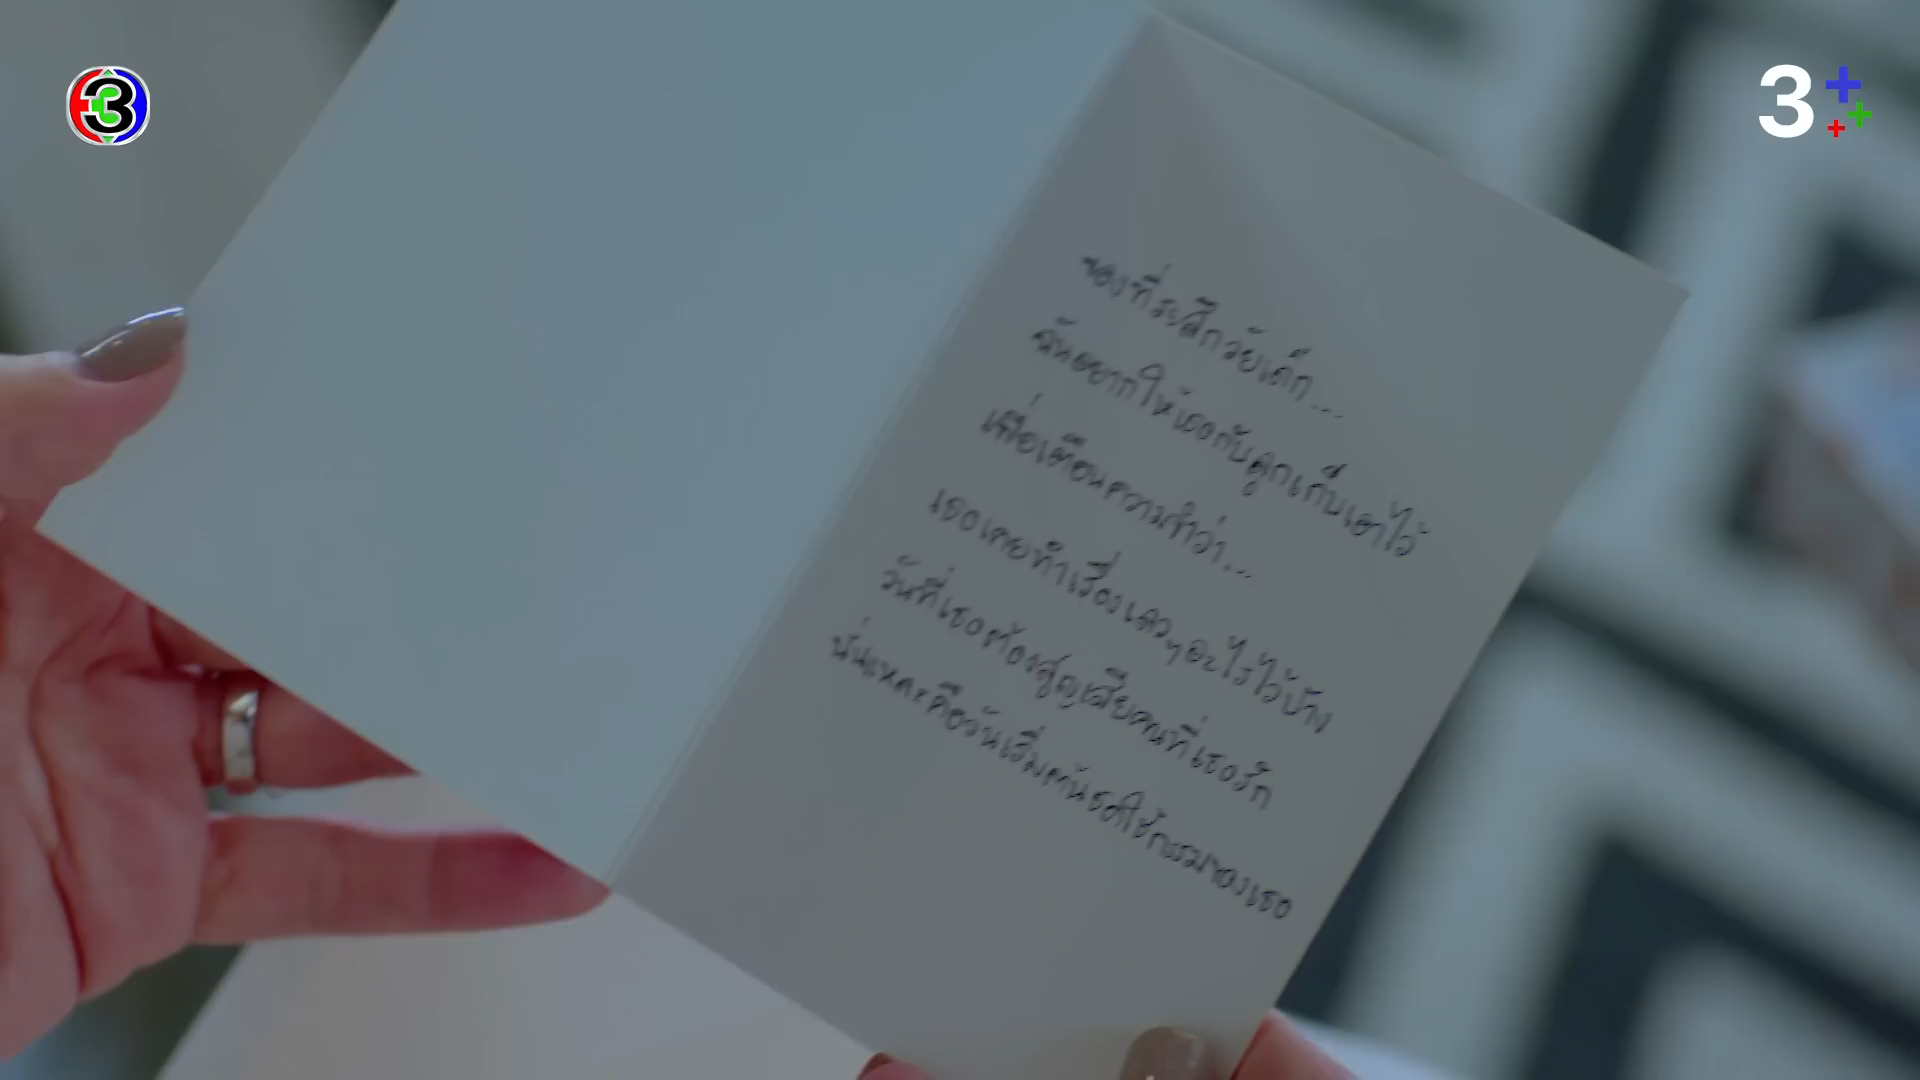 3
3+
ของที่ระลึกวัยเด็ก...
ฉันอยากให้เธอกับลูกเก็บเอาไว้
เพื่อเตือนความจำว่า...
เธอเคยทำเรื่องเลวๆอะไรไว้บ้าง
วันที่เธอต้องสูญเสียคนที่เธอรัก
นั่นแหละคือวันเริ่มต้นชดใช้กรรมของเธอ